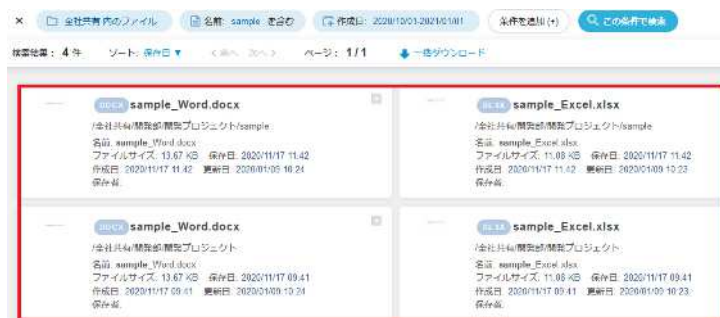 × 全社共有 内のファイル 名前: sample を含む 作成日: 2020/10/01-2021/01/01 条件を追加 (+) この条件で検索
検索結果: 4 件 ソート: 保存日 ▼ <前へ 次へ> ページ: 1/1 一括ダウンロード
DOCX sample_Word.docx
/全社共有/開発部/開発プロジェクト/sample
名前: sample_Word.docx
ファイルサイズ: 13.67 KB 保存日: 2020/11/17 11:42
作成日: 2020/11/17 11:42 更新日: 2020/01/09 10:24
保存者:
XLSX sample_Excel.xlsx
/全社共有/開発部/開発プロジェクト/sample
名前: sample_Excel.xlsx
ファイルサイズ: 11.08 KB 保存日: 2020/11/17 11:42
作成日: 2020/11/17 11:42 更新日: 2020/01/09 10:23
保存者:
DOCX sample_Word.docx
/全社共有/開発部/開発プロジェクト
名前: sample_Word.docx
ファイルサイズ: 13.67 KB 保存日: 2020/11/17 09:41
作成日: 2020/11/17 09:41 更新日: 2020/01/09 10:24
保存者:
XLSX sample_Excel.xlsx
/全社共有/開発部/開発プロジェクト
名前: sample_Excel.xlsx
ファイルサイズ: 11.08 KB 保存日: 2020/11/17 09:41
作成日: 2020/11/17 09:41 更新日: 2020/01/09 10:23
保存者: